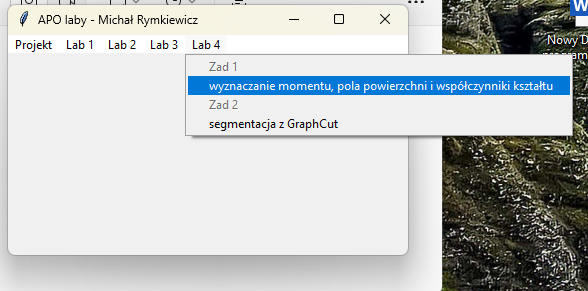 APO laby - Michał Rymkiewicz
Projekt Lab 1 Lab 2 Lab 3 Lab 4
Zad 1
wyznaczanie momentu, pola powierzchni i współczynniki kształtu
Zad 2
segmentacja z GraphCut
W
Nowy D
program